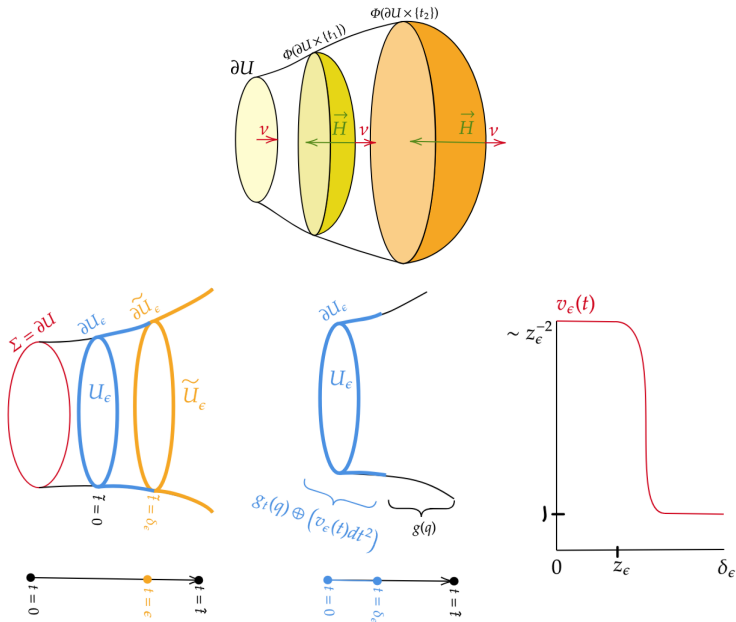 Φ(∂U × {t₂})
Φ(∂U × {t₁})
∂U
ν
H⃗
ν
H⃗
ν
Σ = ∂U
∂U_ϵ
∂Ũ_ϵ
U_ϵ
Ũ_ϵ
t̄ = 0
t̄ = δ_ϵ
t = 0
t = ϵ
t = t̄
∂U_ϵ
U_ϵ
g_t(q) ⊕ (v_ϵ(t)dt²)
g(q)
t = 0
t = δ_ϵ
t = t̄
v_ϵ(t)
~ z_ϵ⁻²
1
0
z_ϵ
δ_ϵ